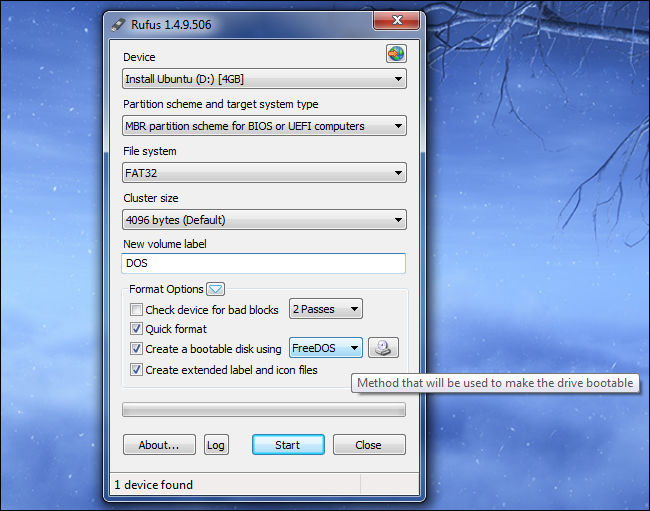 Rufus 1.4.9.506
Device
Install Ubuntu (D:) [4GB]
Partition scheme and target system type
MBR partition scheme for BIOS or UEFI computers
File system
FAT32
Cluster size
4096 bytes (Default)
New volume label
DOS
Format Options
Check device for bad blocks 2 Passes
Quick format
Create a bootable disk using FreeDOS
Create extended label and icon files
Method that will be used to make the drive bootable
About... Log Start Close
1 device found